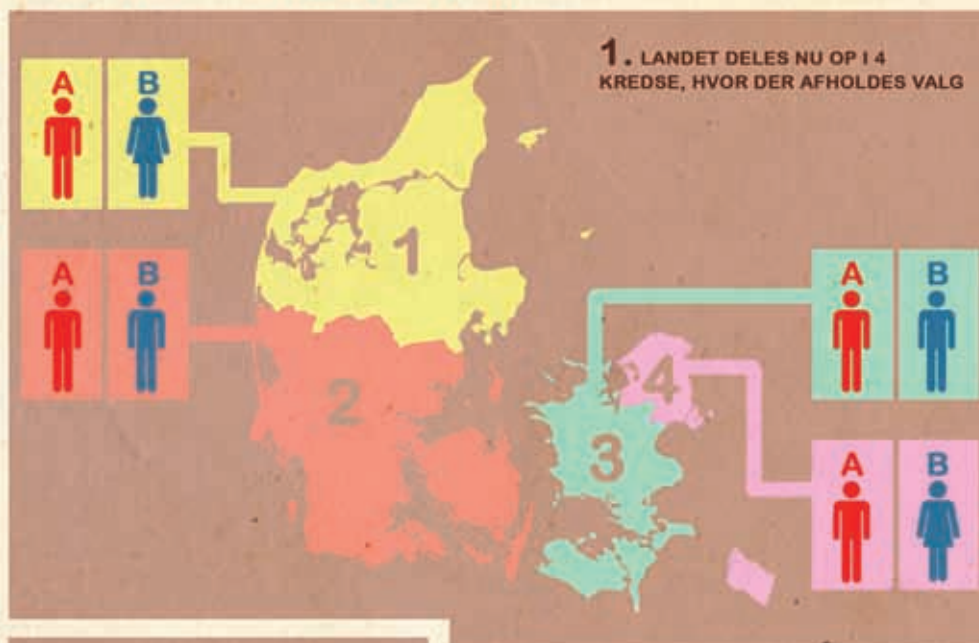 1. LANDET DELES NU OP I 4
KREDSE, HVOR DER AFHOLDES VALG
A B
A B
1
2
3
4
A B
A B